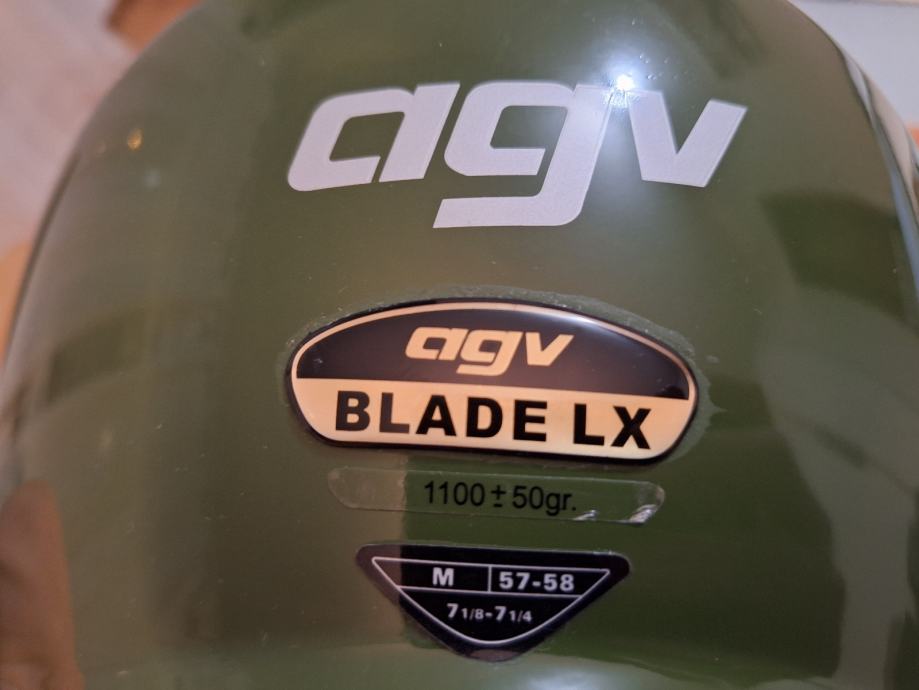 agv
agv
BLADE LX
1100 ± 50gr.
M 57-58
7 1/8-7 1/4